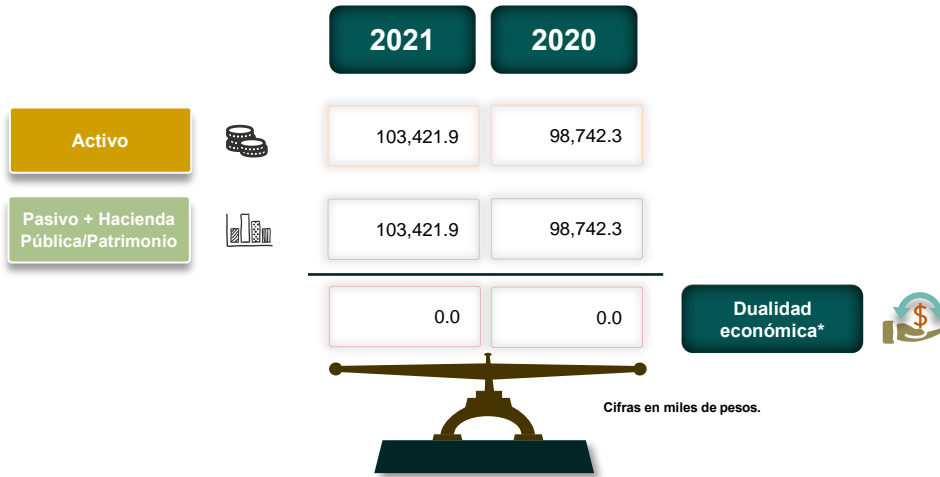 2021
2020
Activo
103,421.9
98,742.3
Pasivo + Hacienda
Pública/Patrimonio
103,421.9
98,742.3
0.0
0.0
Dualidad
económica*
$
Cifras en miles de pesos.